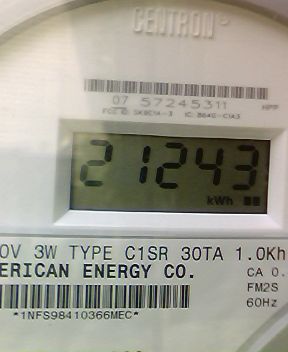 CENTRON
07 57245311
21243
kWh
0V 3W TYPE C1SR 30TA 1.0Kh
ERICAN ENERGY CO.
CA 0.
FM2S
60Hz
*1NFS98410366MEC*